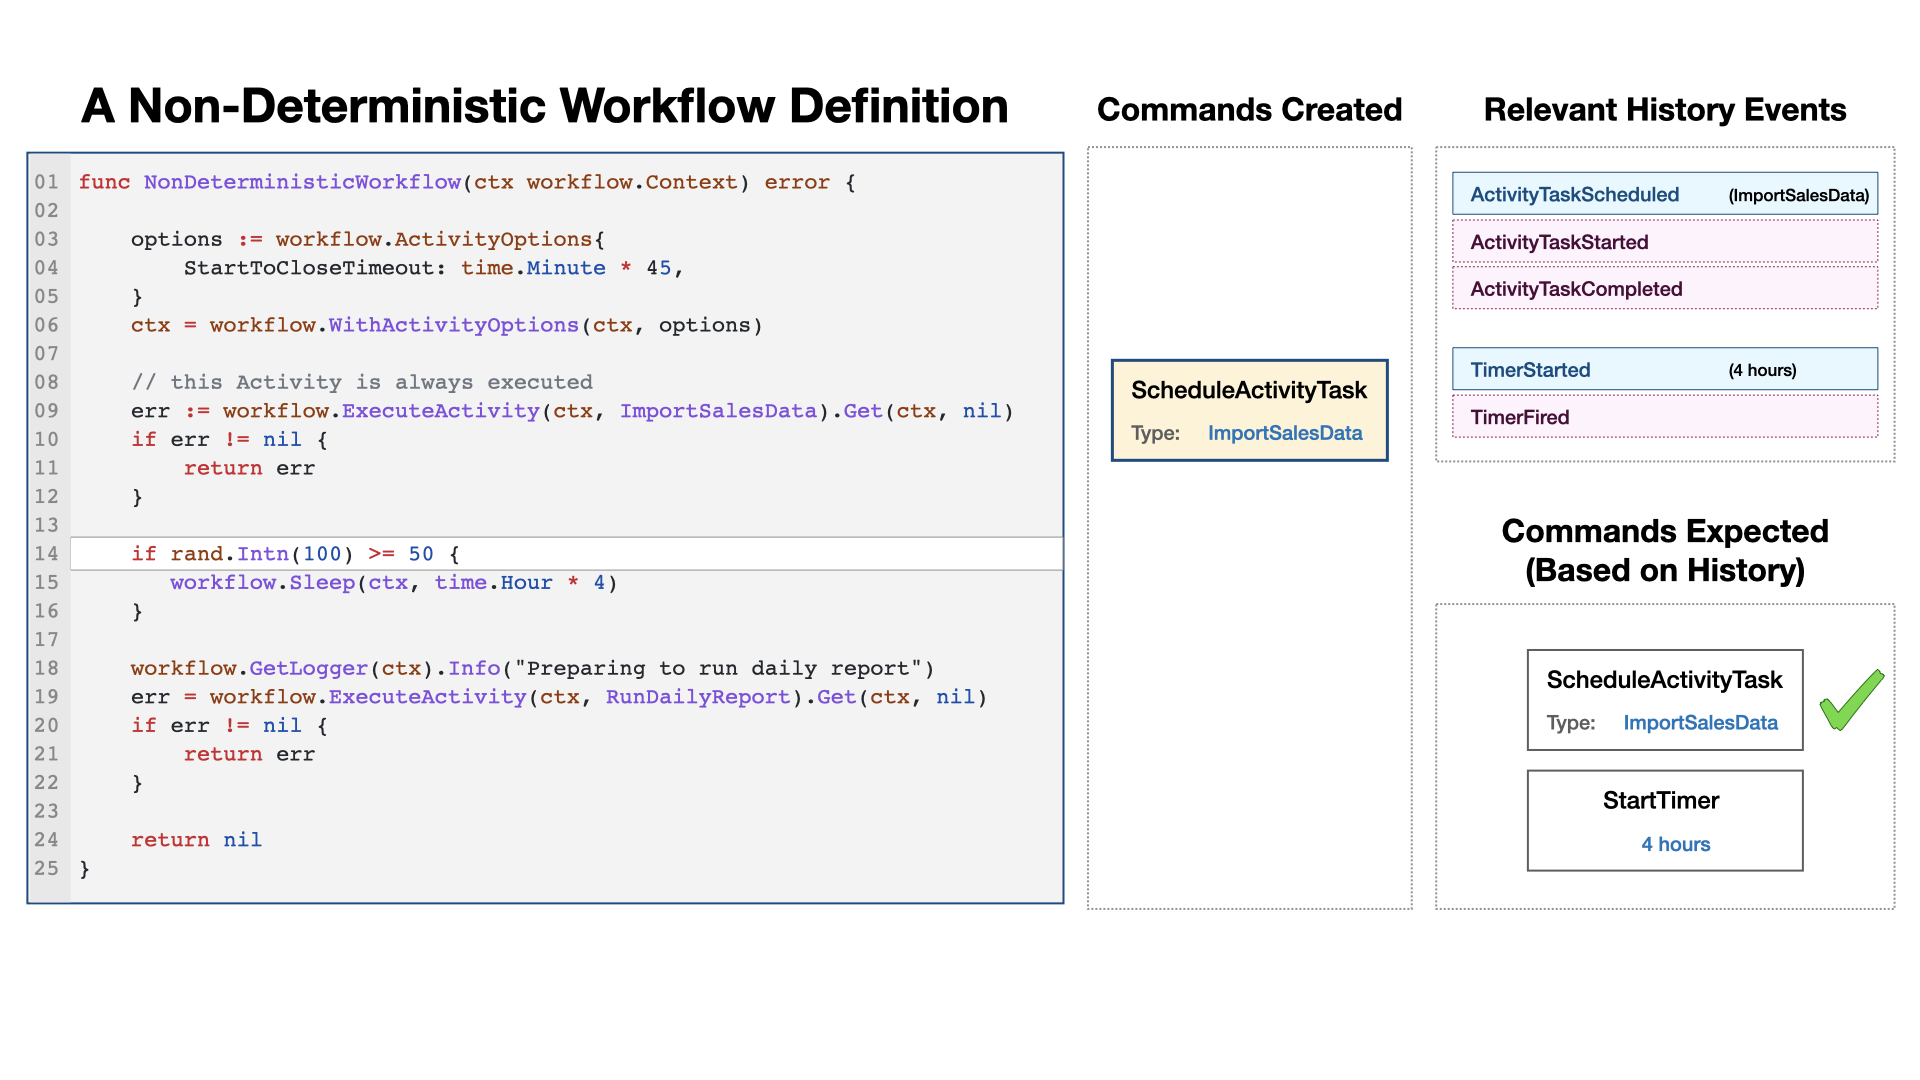 A Non-Deterministic Workflow Definition
01 func NonDeterministicWorkflow(ctx workflow.Context) error {
02
03     options := workflow.ActivityOptions{
04         StartToCloseTimeout: time.Minute * 45,
05     }
06     ctx = workflow.WithActivityOptions(ctx, options)
07
08     // this Activity is always executed
09     err := workflow.ExecuteActivity(ctx, ImportSalesData).Get(ctx, nil)
10     if err != nil {
11         return err
12     }
13
14     if rand.Intn(100) >= 50 {
15        workflow.Sleep(ctx, time.Hour * 4)
16     }
17
18     workflow.GetLogger(ctx).Info("Preparing to run daily report")
19     err = workflow.ExecuteActivity(ctx, RunDailyReport).Get(ctx, nil)
20     if err != nil {
21         return err
22     }
23
24     return nil
25 }
Commands Created
ScheduleActivityTask
Type: ImportSalesData
Relevant History Events
ActivityTaskScheduled (ImportSalesData)
ActivityTaskStarted
ActivityTaskCompleted
TimerStarted (4 hours)
TimerFired
Commands Expected
(Based on History)
ScheduleActivityTask
Type: ImportSalesData
StartTimer
4 hours